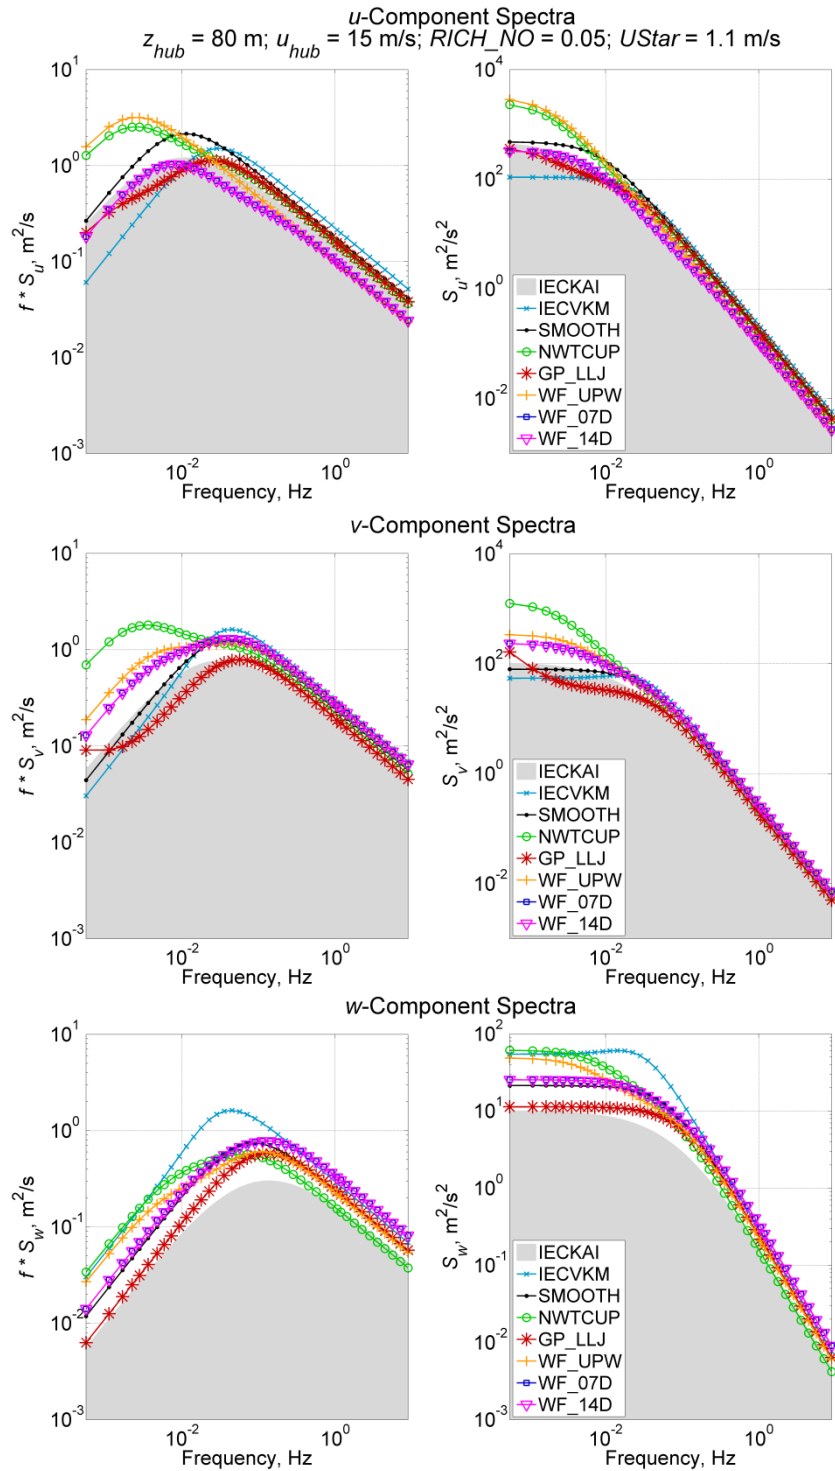 u-Component Spectra
z_hub = 80 m; u_hub = 15 m/s; RICH_NO = 0.05; UStar = 1.1 m/s
10^1
10^0
10^-1
10^-2
10^-3
f * S_u, m^2/s
10^-2
10^0
Frequency, Hz
10^4
10^2
10^0
10^-2
S_u, m^2/s^2
IECKAI
IECVKM
SMOOTH
NWTCUP
GP_LLJ
WF_UPW
WF_07D
WF_14D
10^-2
10^0
Frequency, Hz
v-Component Spectra
10^1
10^0
10^-1
10^-2
10^-3
f * S_v, m^2/s
10^-2
10^0
Frequency, Hz
10^4
10^2
10^0
10^-2
S_v, m^2/s^2
IECKAI
IECVKM
SMOOTH
NWTCUP
GP_LLJ
WF_UPW
WF_07D
WF_14D
10^-2
10^0
Frequency, Hz
w-Component Spectra
10^1
10^0
10^-1
10^-2
10^-3
f * S_w, m^2/s
10^-2
10^0
Frequency, Hz
10^2
10^1
10^0
10^-1
10^-2
10^-3
S_w, m^2/s^2
IECKAI
IECVKM
SMOOTH
NWTCUP
GP_LLJ
WF_UPW
WF_07D
WF_14D
10^-2
10^0
Frequency, Hz